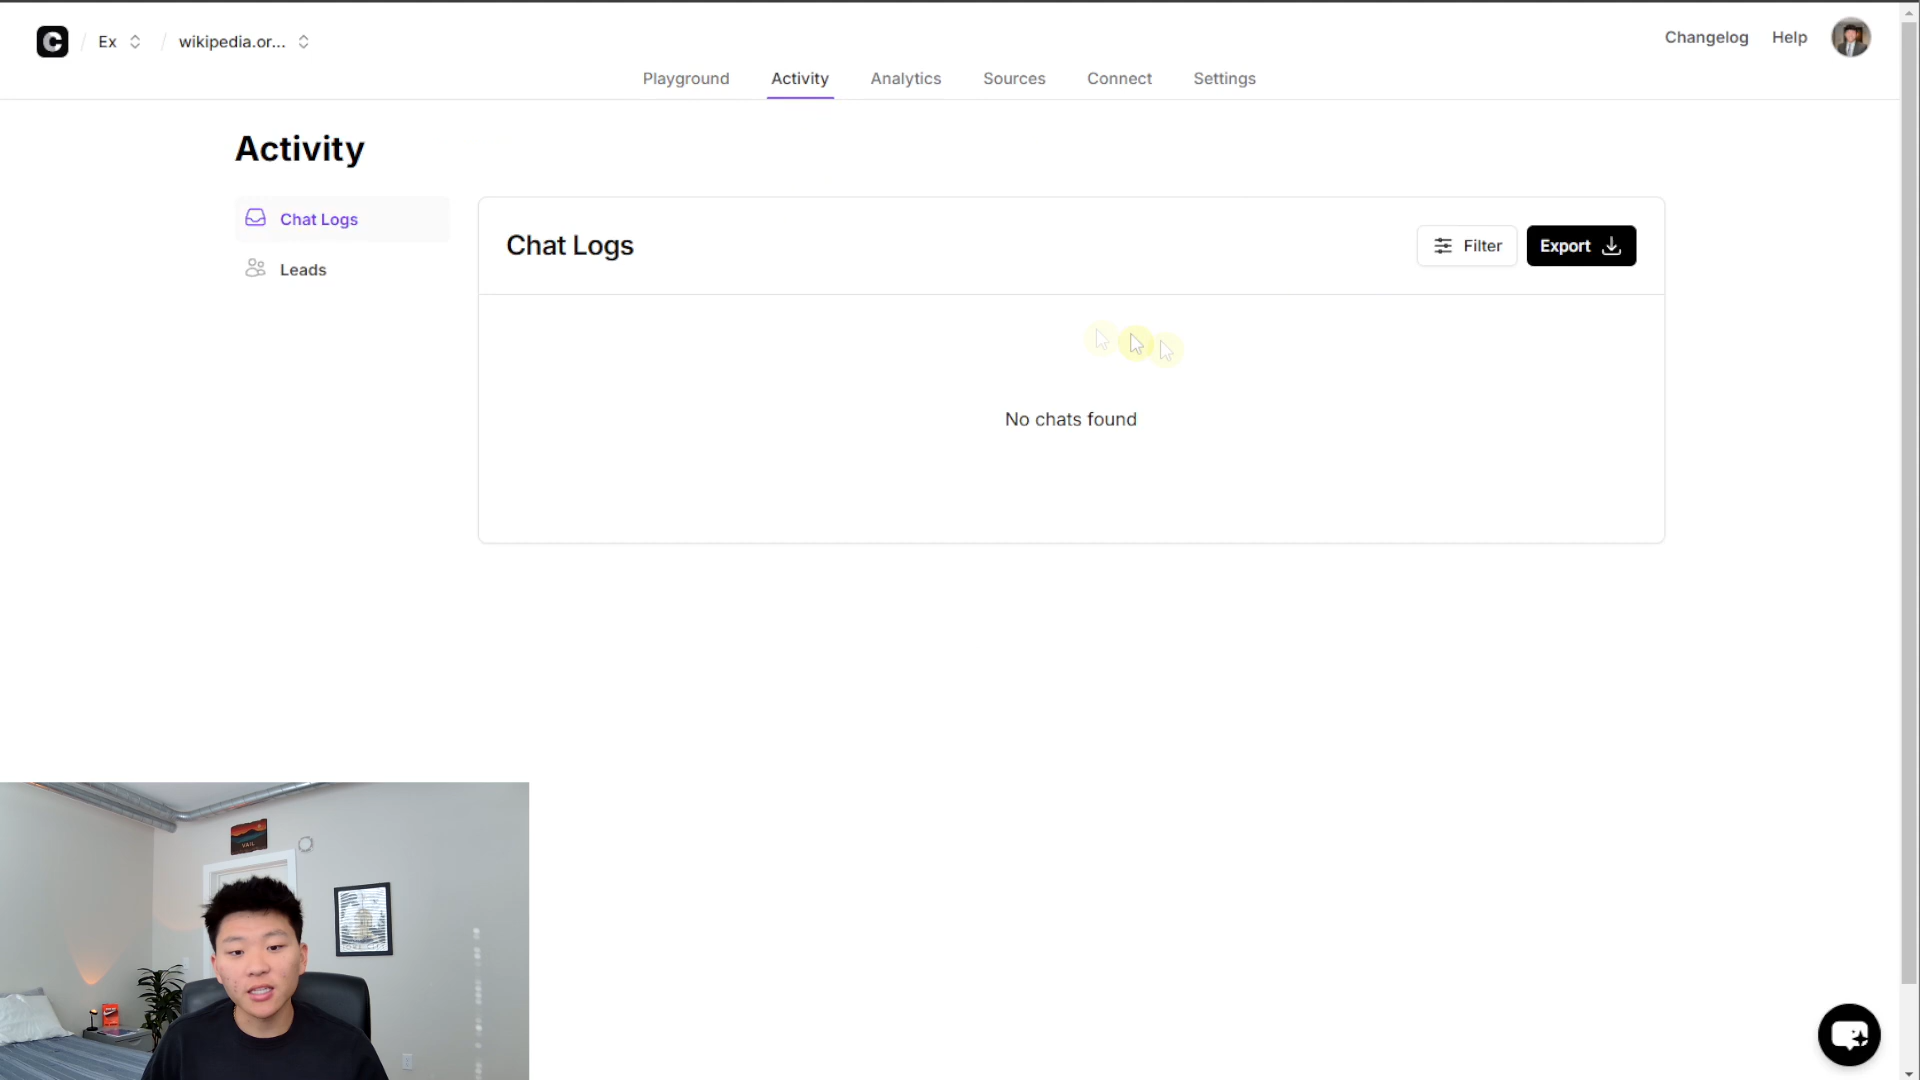 C / Ex / wikipedia.or...
Changelog Help
Playground Activity Analytics Sources Connect Settings
Activity
Chat Logs
Leads
Chat Logs
Filter Export
No chats found
VAIL